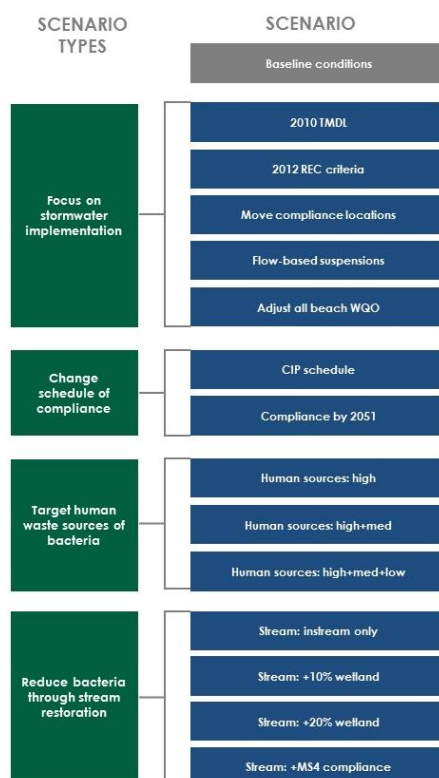 SCENARIO
TYPES
SCENARIO
Baseline conditions
Focus on
stormwater
implementation
2010 TMDL
2012 REC criteria
Move compliance locations
Flow-based suspensions
Adjust all beach WQO
Change
schedule of
compliance
CIP schedule
Compliance by 2051
Target human
waste sources of
bacteria
Human sources: high
Human sources: high+med
Human sources: high+med+low
Reduce bacteria
through stream
restoration
Stream: instream only
Stream: +10% wetland
Stream: +20% wetland
Stream: +MS4 compliance